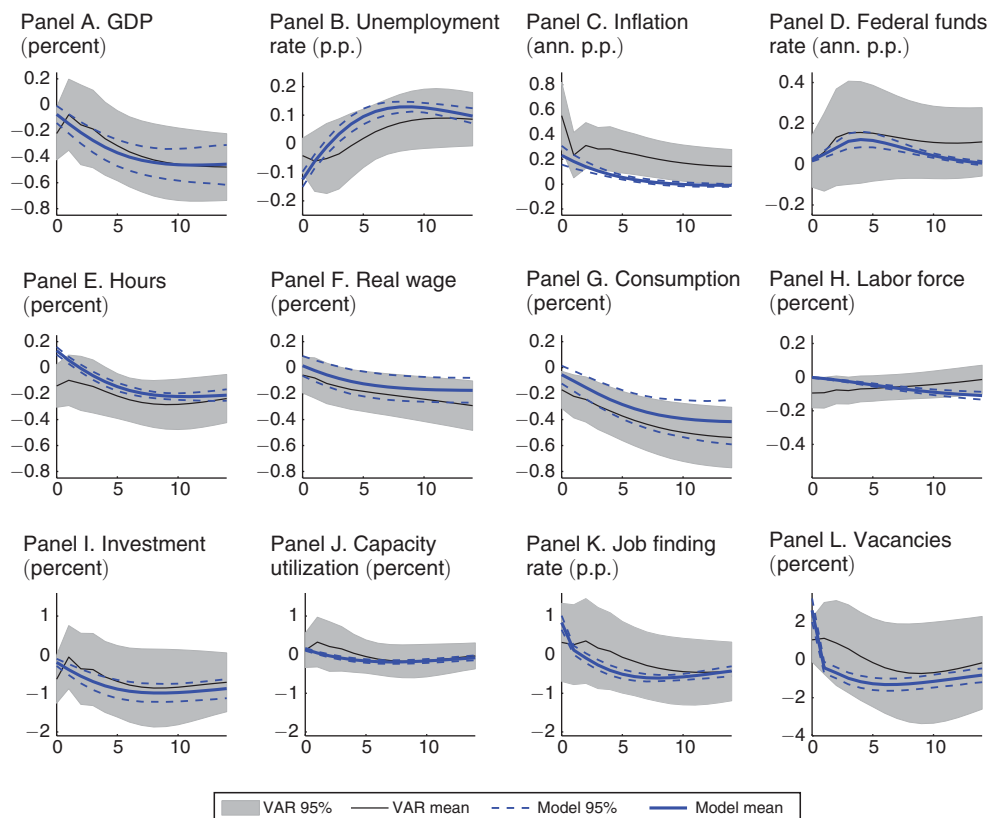 Panel A. GDP
(percent)
Panel B. Unemployment
rate (p.p.)
Panel C. Inflation
(ann. p.p.)
Panel D. Federal funds
rate (ann. p.p.)
0.2
0
−0.2
−0.4
−0.6
−0.8
0 5 10
0.2
0.1
0
−0.1
−0.2
0 5 10
0.8
0.6
0.4
0.2
0
−0.2
0 5 10
0.4
0.2
0
−0.2
0 5 10
Panel E. Hours
(percent)
Panel F. Real wage
(percent)
Panel G. Consumption
(percent)
Panel H. Labor force
(percent)
0.2
0
−0.2
−0.4
−0.6
−0.8
0 5 10
0.2
0
−0.2
−0.4
−0.6
−0.8
0 5 10
0.2
0
−0.2
−0.4
−0.6
−0.8
0 5 10
0.2
0
−0.2
−0.4
0 5 10
Panel I. Investment
(percent)
Panel J. Capacity
utilization (percent)
Panel K. Job finding
rate (p.p.)
Panel L. Vacancies
(percent)
1
0
−1
−2
0 5 10
1
0
−1
−2
0 5 10
1
0
−1
−2
0 5 10
2
0
−2
−4
0 5 10
VAR 95% VAR mean Model 95% Model mean